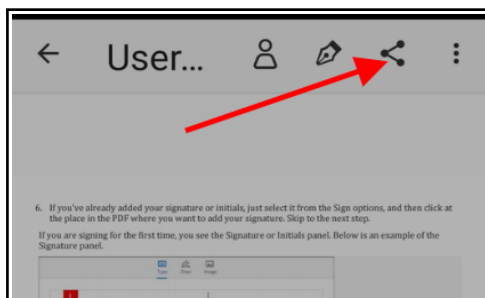 User...
6. If you've already added your signature or initials, just select it from the Sign options, and then click at
the place in the PDF where you want to add your signature. Skip to the next step.
If you are signing for the first time, you see the Signature or Initials panel. Below is an example of the
Signature panel.
Type Draw Image